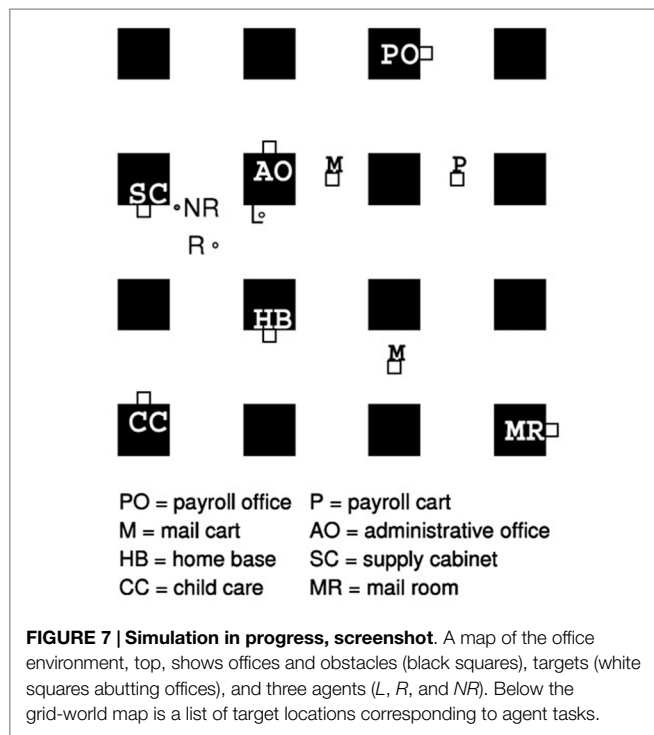 PO
AO M P
SC
NR
L
R
HB
M
CC MR
PO = payroll office P = payroll cart
M = mail cart AO = administrative office
HB = home base SC = supply cabinet
CC = child care MR = mail room
FIGURE 7 | Simulation in progress, screenshot. A map of the office
environment, top, shows offices and obstacles (black squares), targets (white
squares abutting offices), and three agents (L, R, and NR). Below the
grid-world map is a list of target locations corresponding to agent tasks.